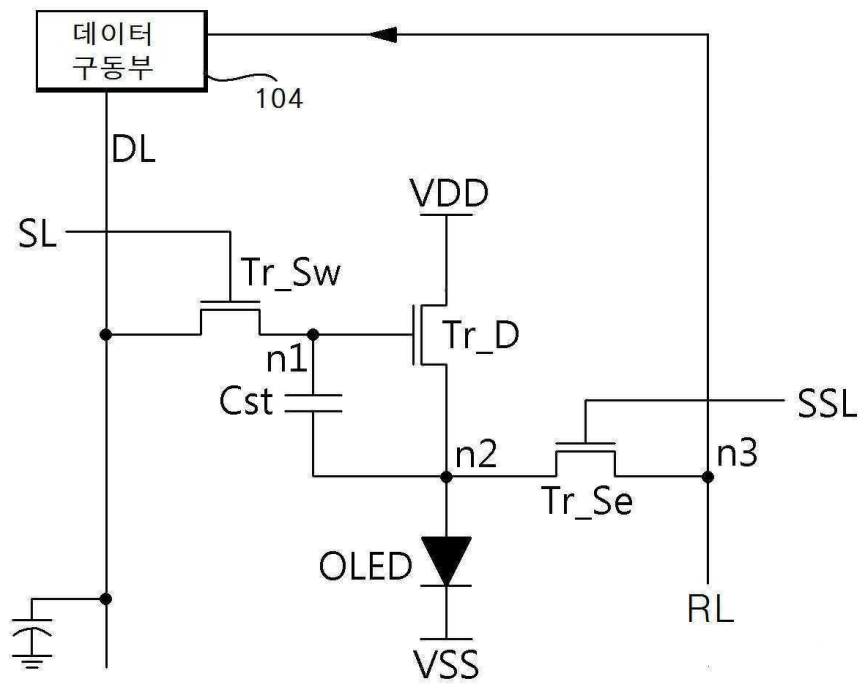 데이터
구동부
104
DL
VDD
SL
Tr_Sw
Tr_D
n1
Cst
SSL
n2
n3
Tr_Se
OLED
RL
VSS